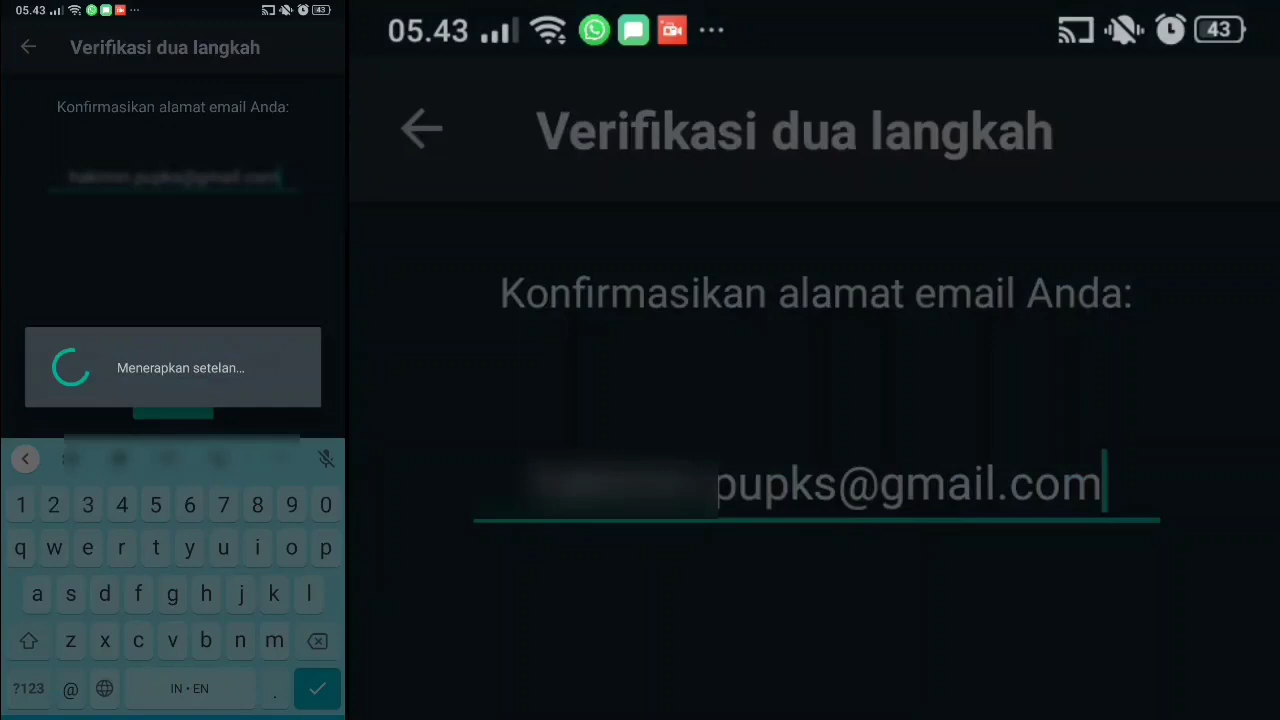 05.43
43
Verifikasi dua langkah
Konfirmasikan alamat email Anda:
Menerapkan setelan...
1 2 3 4 5 6 7 8 9 0
q w e r t y u i o p
a s d f g h j k l
z x c v b n m
?123 @ IN • EN .
05.43
43
Verifikasi dua langkah
Konfirmasikan alamat email Anda:
pupks@gmail.com